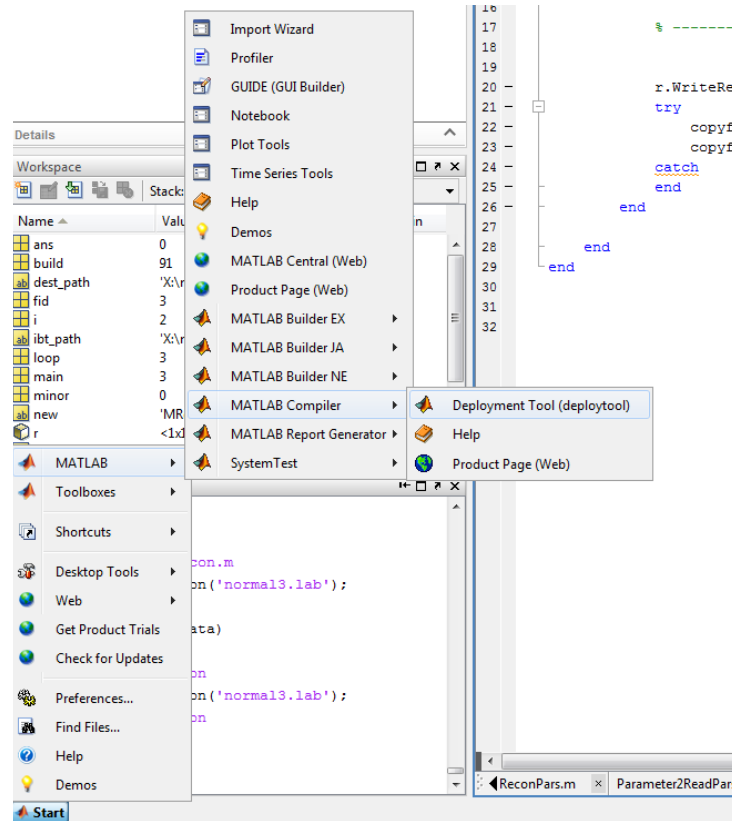 Import Wizard
Profiler
GUIDE (GUI Builder)
Notebook
Plot Tools
Time Series Tools
Help
Demos
MATLAB Central (Web)
Product Page (Web)
MATLAB Builder EX
MATLAB Builder JA
MATLAB Builder NE
MATLAB Compiler
MATLAB Report Generator
SystemTest
Deployment Tool (deploytool)
Help
Product Page (Web)
Details
Workspace
Stack:
Name Valu in
ans 0
build 91
ab dest_path 'X:\r
fid 3
i 2
ab ibt_path 'X:\r
loop 3
main 3
minor 0
ab new 'MR
r <1x1
MATLAB
Toolboxes
Shortcuts
Desktop Tools
Web
Get Product Trials
Check for Updates
Preferences...
Find Files...
Help
Demos
Start
con.m
on('normal3.lab');
ata)
on
on('normal3.lab');
on
16
17 % -------
18
19
20 - r.WriteRe
21 - try
22 - copyf
23 - copyf
24 - catch
25 - end
26 - end
27
28 end
29 end
30
31
32
ReconPars.m × Parameter2ReadPars